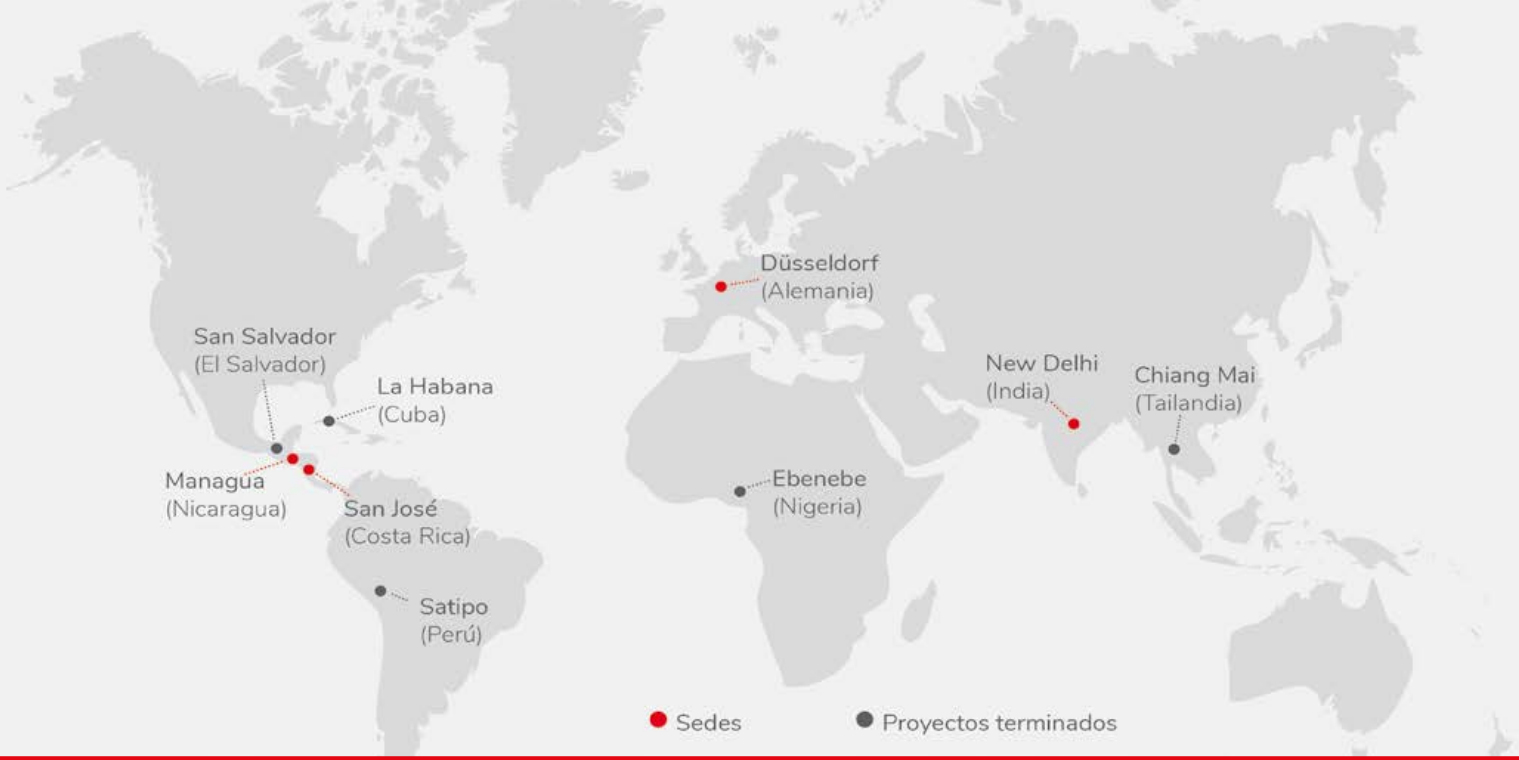 Düsseldorf
(Alemania)
San Salvador
(El Salvador)
La Habana
(Cuba)
New Delhi
(India)
Chiang Mai
(Tailandia)
Managua
(Nicaragua)
San José
(Costa Rica)
Ebenebe
(Nigeria)
Satipo
(Perú)
Sedes
Proyectos terminados